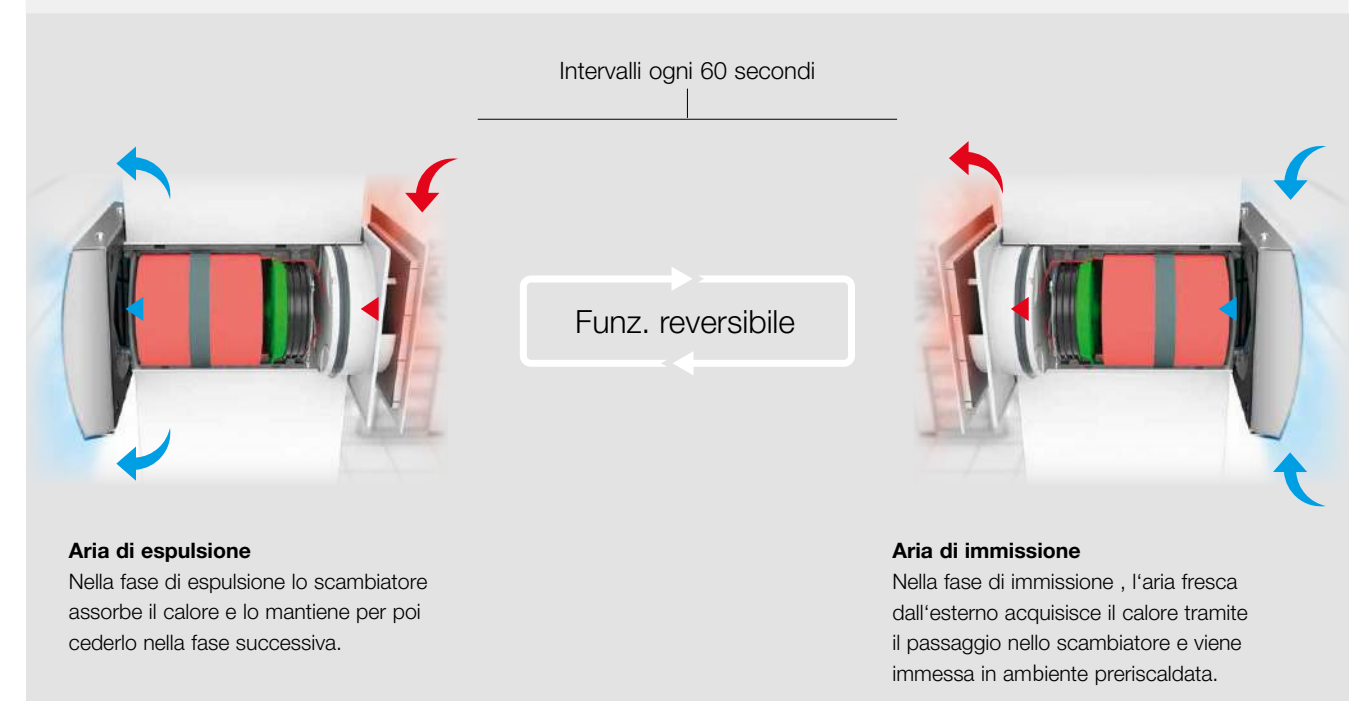 Intervalli ogni 60 secondi
Funz. reversibile
Aria di espulsione
Nella fase di espulsione lo scambiatore
assorbe il calore e lo mantiene per poi
cederlo nella fase successiva.
Aria di immissione
Nella fase di immissione , l‘aria fresca
dall‘esterno acquisisce il calore tramite
il passaggio nello scambiatore e viene
immessa in ambiente preriscaldata.